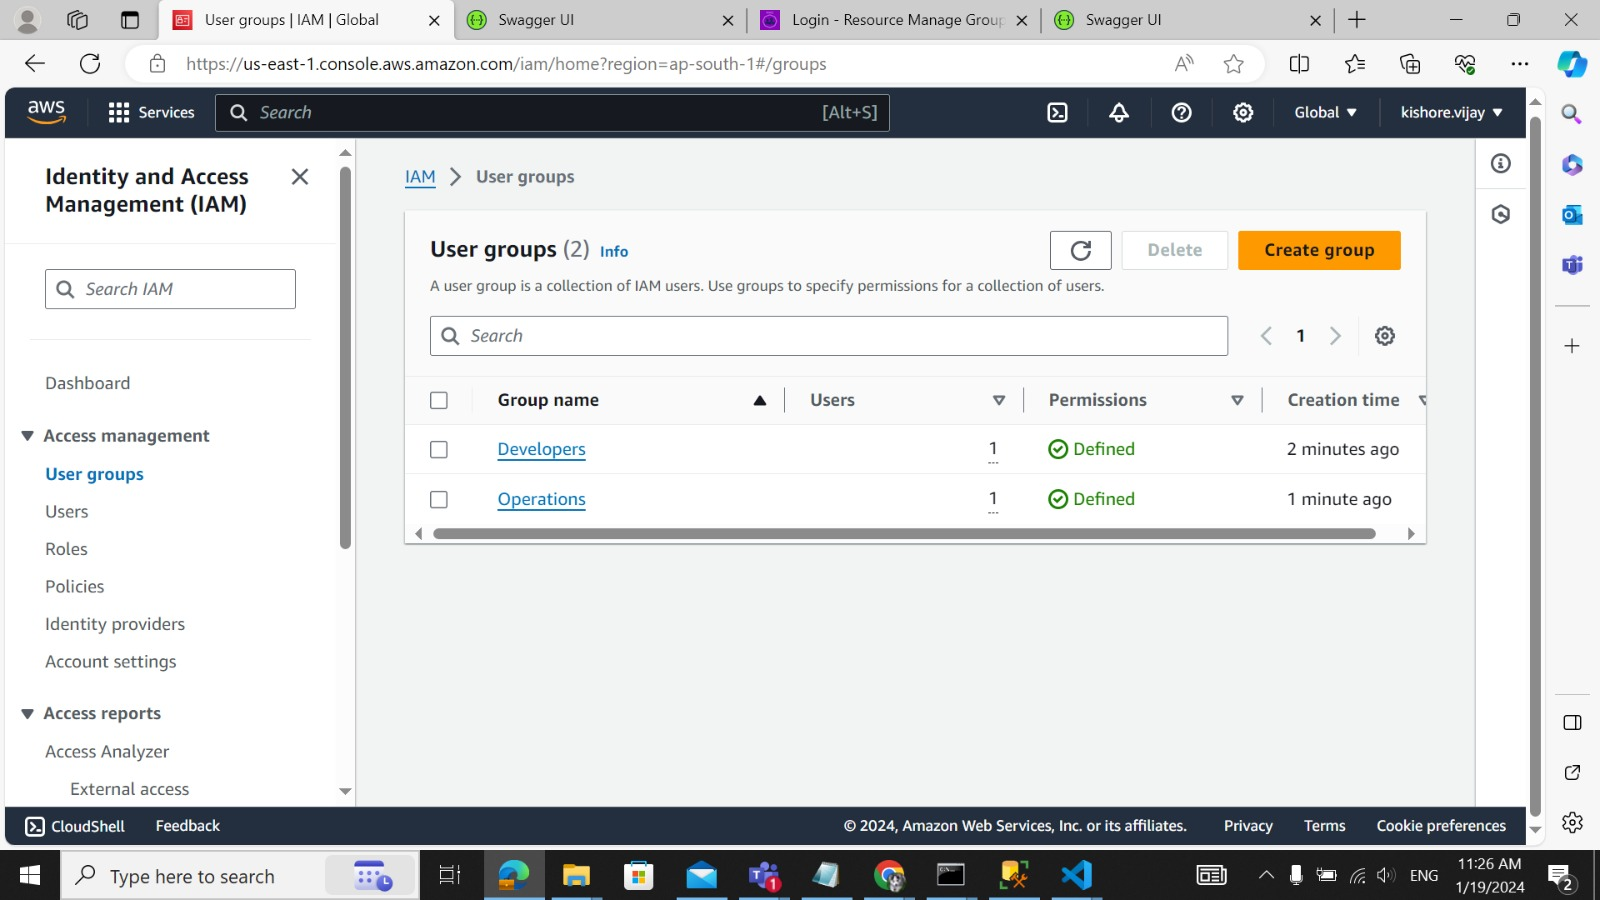 User groups | IAM | Global
Swagger UI
Login - Resource Manage Group
Swagger UI
https://us-east-1.console.aws.amazon.com/iam/home?region=ap-south-1#/groups
aws
Services
Search
[Alt+S]
Global
kishore.vijay
Identity and Access
Management (IAM)
Search IAM
Dashboard
Access management
User groups
Users
Roles
Policies
Identity providers
Account settings
Access reports
Access Analyzer
External access
IAM
User groups
User groups (2) Info
Delete
Create group
A user group is a collection of IAM users. Use groups to specify permissions for a collection of users.
Search
1
Group name
Users
Permissions
Creation time
Developers
1
Defined
2 minutes ago
Operations
1
Defined
1 minute ago
CloudShell
Feedback
© 2024, Amazon Web Services, Inc. or its affiliates.
Privacy
Terms
Cookie preferences
Type here to search
1
ENG
11:26 AM
1/19/2024
2